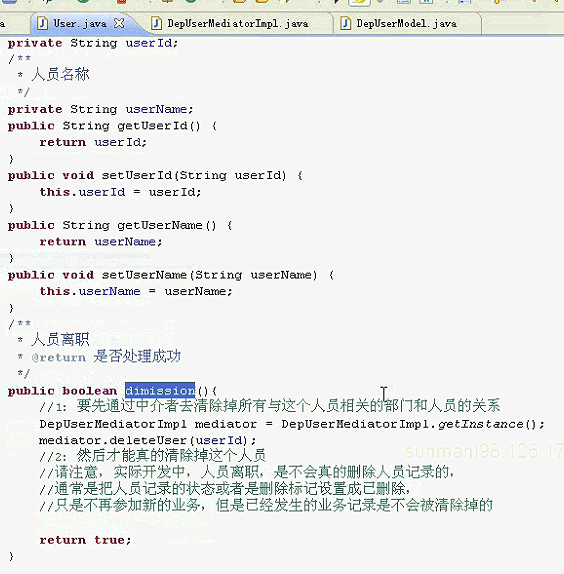 a User.java DepUserMediatorImpl.java DepUserModel.java
private String userId;
/**
* 人员名称
*/
private String userName;
public String getUserId() {
return userId;
}
public void setUserId(String userId) {
this.userId = userId;
}
public String getUserName() {
return userName;
}
public void setUserName(String userName) {
this.userName = userName;
}
/**
* 人员离职
* @return 是否处理成功
*/
public boolean dimission(){
//1：要先通过中介者去清除掉所有与这个人员相关的部门和人员的关系
DepUserMediatorImpl mediator = DepUserMediatorImpl.getInstance();
mediator.deleteUser(userId);
//2：然后才能真的清除掉这个人员
//请注意，实际开发中，人员离职，是不会真的删除人员记录的，
//通常是把人员记录的状态或者是删除标记设置成已删除，
//只是不再参加新的业务，但是已经发生的业务记录是不会被清除掉的
return true;
}
sunman|98.126.17